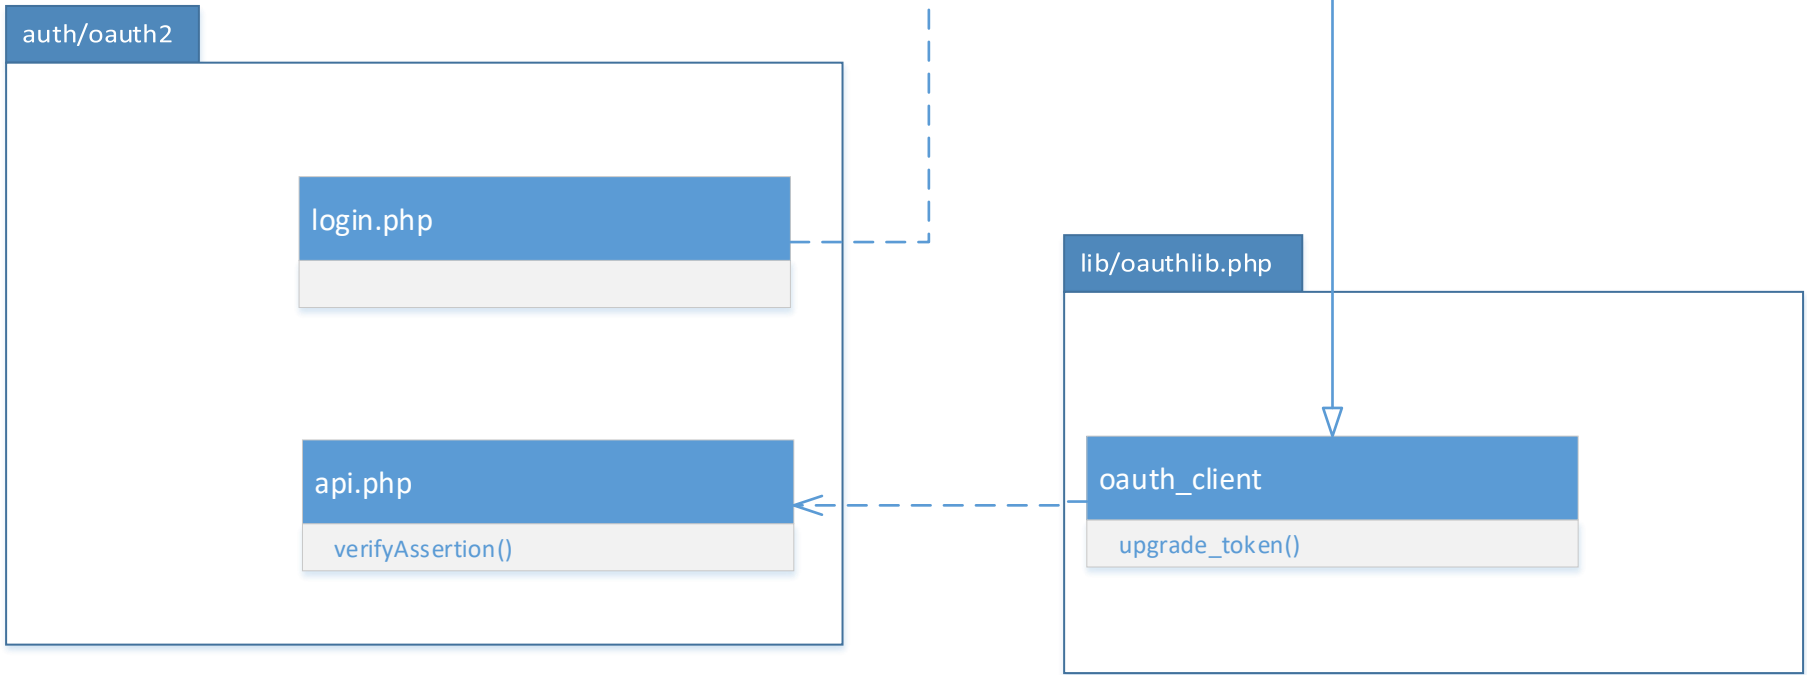 auth/oauth2
login.php
api.php
verifyAssertion()
lib/oauthlib.php
oauth_client
upgrade_token()